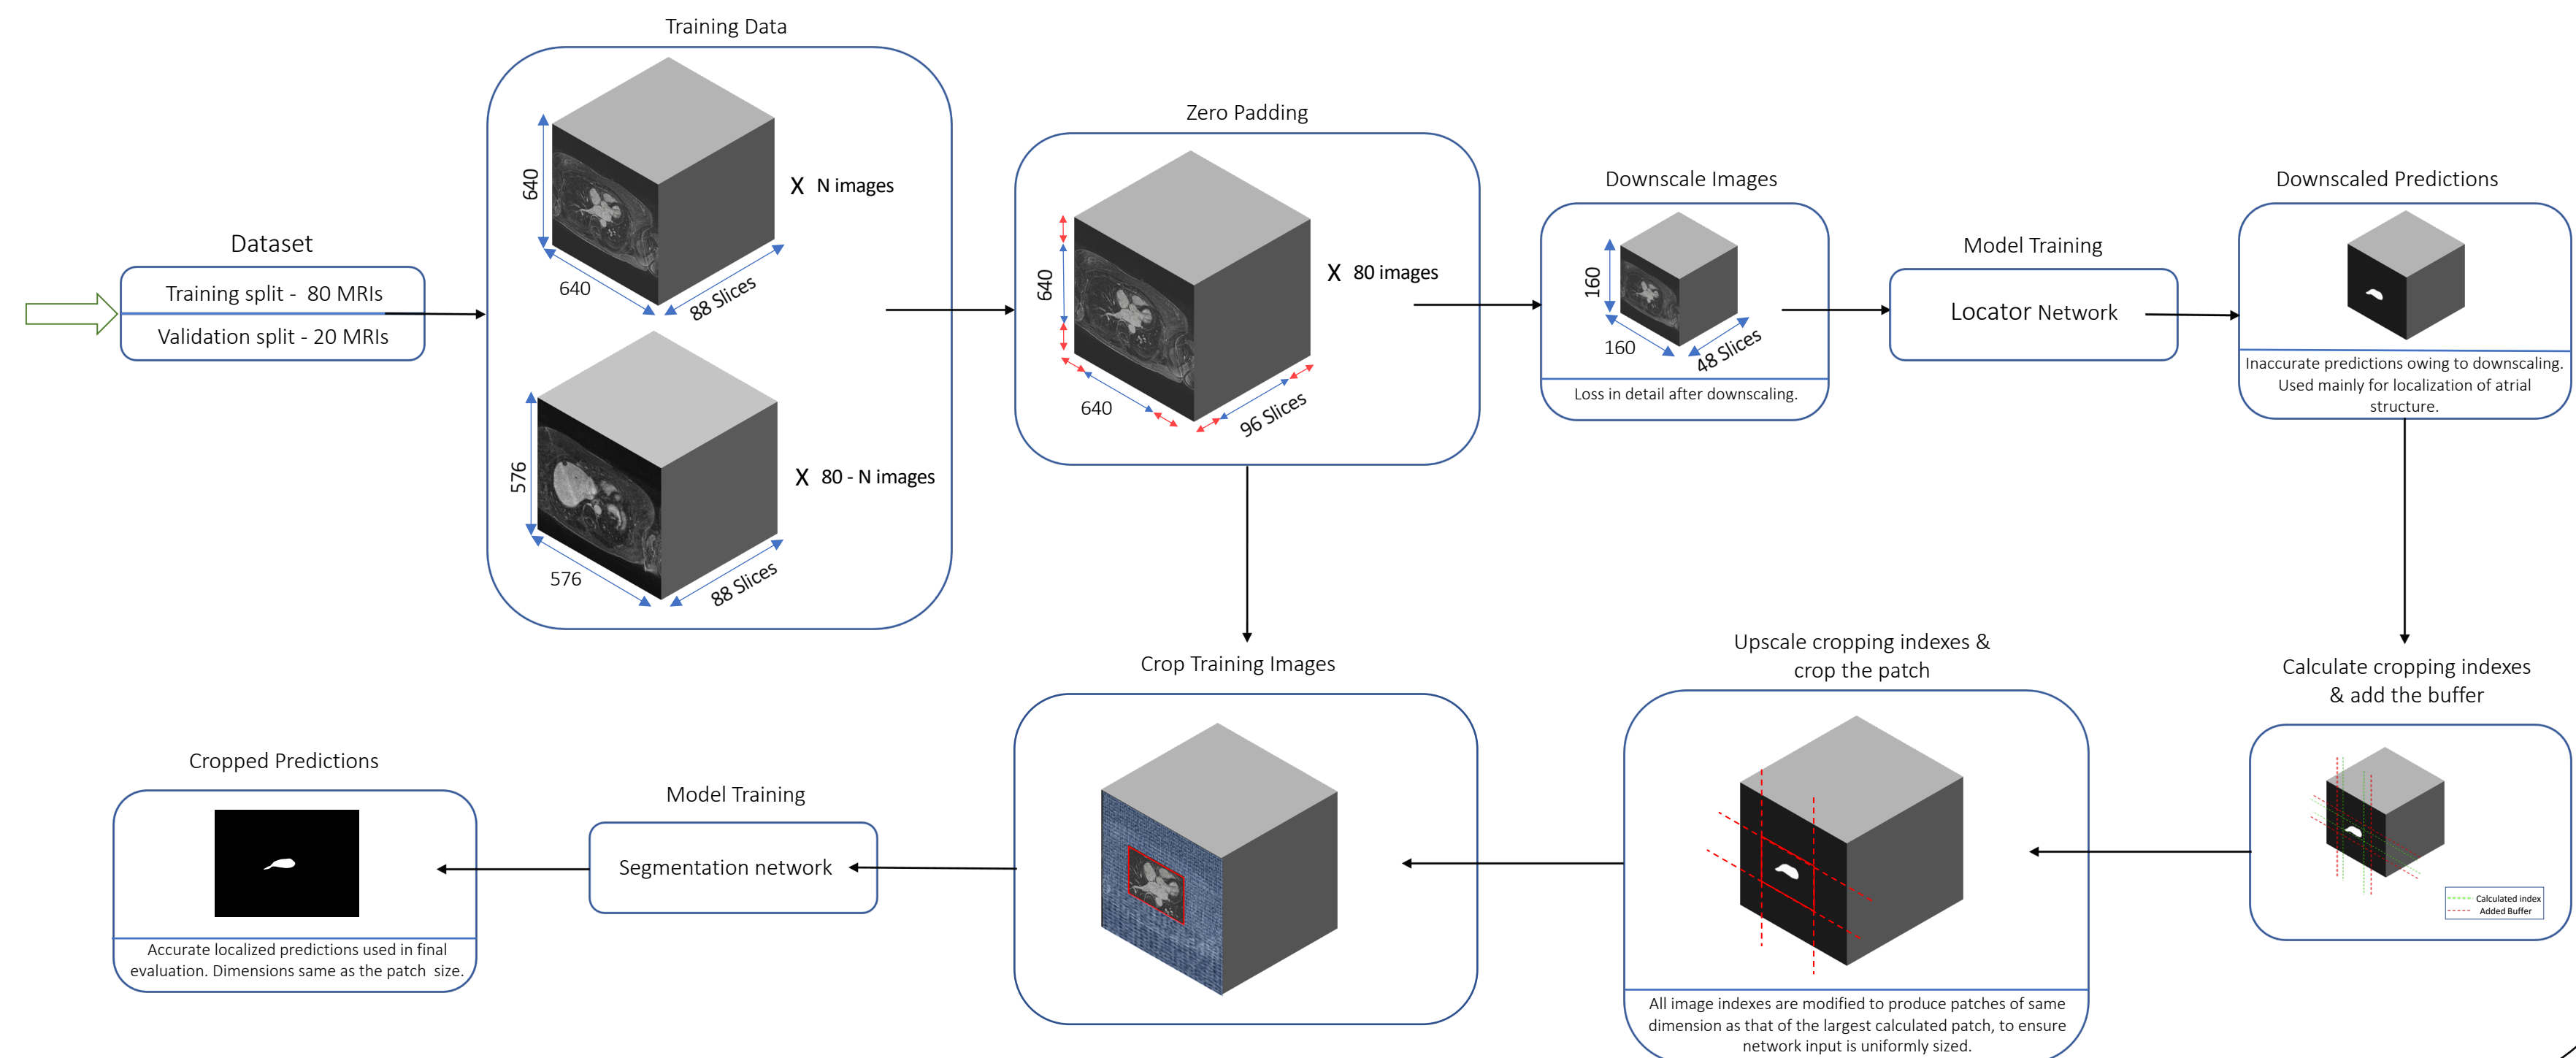 Dataset
Training split - 80 MRIs
Validation split - 20 MRIs
Training Data
640
640
88 Slices
X N images
576
576
88 Slices
X 80 - N images
Zero Padding
640
640
96 Slices
X 80 images
Downscale Images
160
160
48 Slices
Loss in detail after downscaling.
Model Training
Locator Network
Downscaled Predictions
Inaccurate predictions owing to downscaling.
Used mainly for localization of atrial
structure.
Calculate cropping indexes
& add the buffer
Calculated index
Added Buffer
Upscale cropping indexes &
crop the patch
All image indexes are modified to produce patches of same
dimension as that of the largest calculated patch, to ensure
network input is uniformly sized.
Crop Training Images
Model Training
Segmentation network
Cropped Predictions
Accurate localized predictions used in final
evaluation. Dimensions same as the patch size.